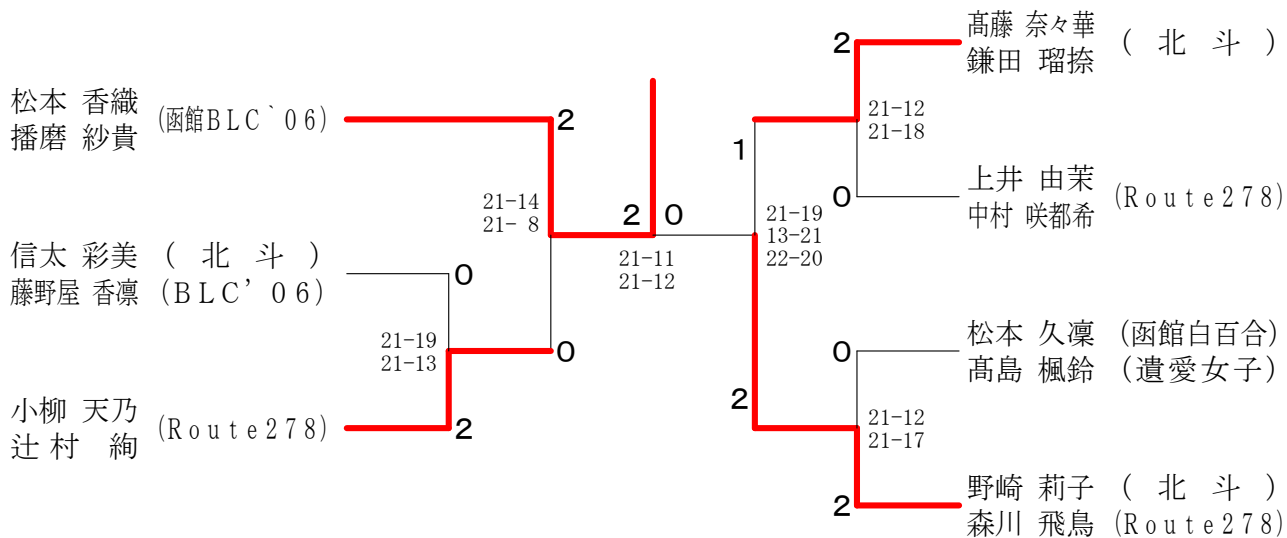 松本 香織 (函館BLC`06)
播磨 紗貴
2
21-14
21- 8
信太 彩美 ( 北 斗 )
藤野屋 香凛 (BLC’06)
0
21-19
21-13
0
小柳 天乃 (Route278)
辻村 絢
2
2 0
21-11
21-12
髙藤 奈々華 ( 北 斗 )
鎌田 瑠捺
2
21-12
21-18
1
上井 由茉 (Route278)
中村 咲都希
0
21-19
13-21
22-20
松本 久凜 (函館白百合)
髙島 楓鈴 (遺愛女子)
0
2
21-12
21-17
野崎 莉子 ( 北 斗 )
森川 飛鳥 (Route278)
2